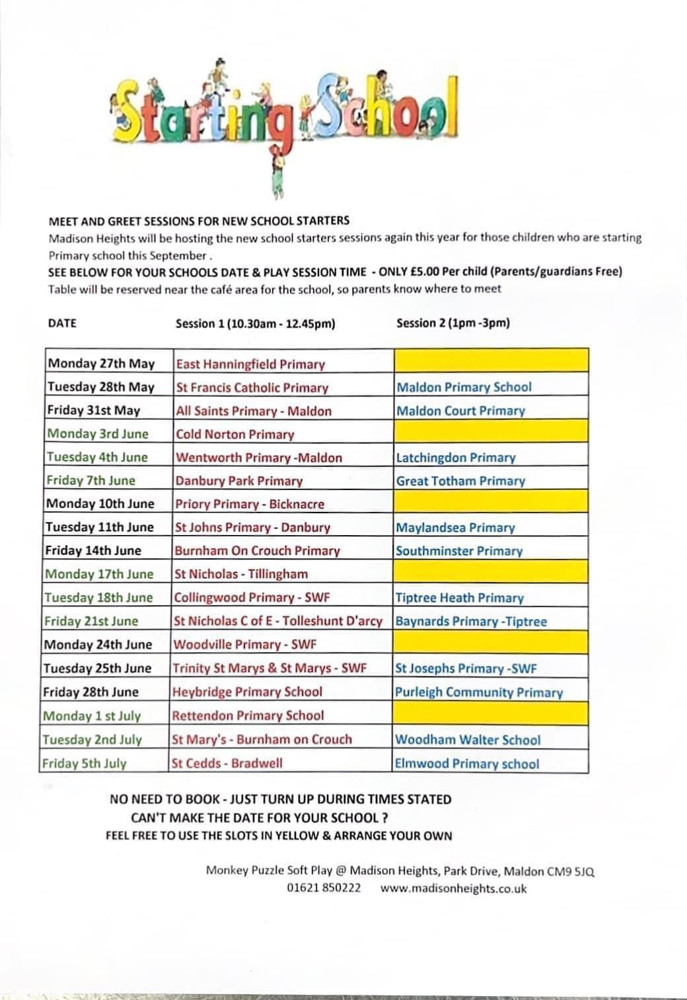 Starting School
MEET AND GREET SESSIONS FOR NEW SCHOOL STARTERS
Madison Heights will be hosting the new school starters sessions again this year for those children who are starting
Primary school this September .
SEE BELOW FOR YOUR SCHOOLS DATE & PLAY SESSION TIME - ONLY £5.00 Per child (Parents/guardians Free)
Table will be reserved near the café area for the school, so parents know where to meet
DATE Session 1 (10.30am - 12.45pm) Session 2 (1pm -3pm)
Monday 27th May East Hanningfield Primary
Tuesday 28th May St Francis Catholic Primary Maldon Primary School
Friday 31st May All Saints Primary - Maldon Maldon Court Primary
Monday 3rd June Cold Norton Primary
Tuesday 4th June Wentworth Primary -Maldon Latchingdon Primary
Friday 7th June Danbury Park Primary Great Totham Primary
Monday 10th June Priory Primary - Bicknacre
Tuesday 11th June St Johns Primary - Danbury Maylandsea Primary
Friday 14th June Burnham On Crouch Primary Southminster Primary
Monday 17th June St Nicholas - Tillingham
Tuesday 18th June Collingwood Primary - SWF Tiptree Heath Primary
Friday 21st June St Nicholas C of E - Tolleshunt D'arcy Baynards Primary -Tiptree
Monday 24th June Woodville Primary - SWF
Tuesday 25th June Trinity St Marys & St Marys - SWF St Josephs Primary -SWF
Friday 28th June Heybridge Primary School Purleigh Community Primary
Monday 1 st July Rettendon Primary School
Tuesday 2nd July St Mary's - Burnham on Crouch Woodham Walter School
Friday 5th July St Cedds - Bradwell Elmwood Primary school
NO NEED TO BOOK - JUST TURN UP DURING TIMES STATED
CAN'T MAKE THE DATE FOR YOUR SCHOOL ?
FEEL FREE TO USE THE SLOTS IN YELLOW & ARRANGE YOUR OWN
Monkey Puzzle Soft Play @ Madison Heights, Park Drive, Maldon CM9 5JQ
01621 850222 www.madisonheights.co.uk